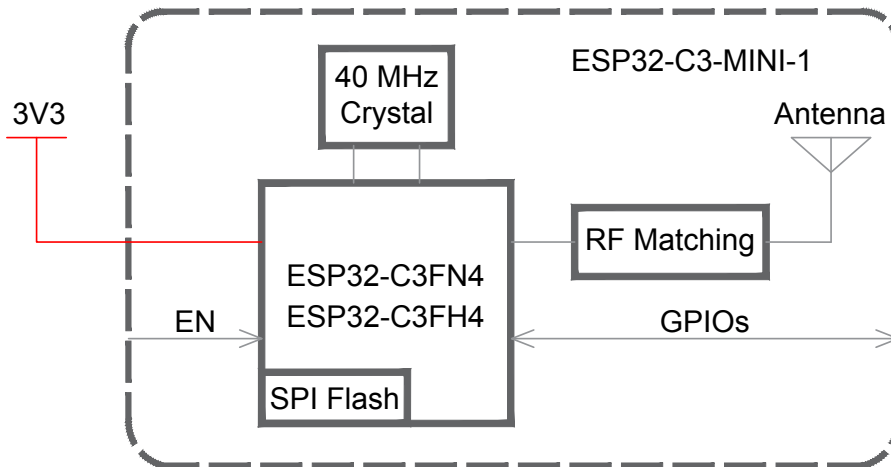 ESP32-C3-MINI-1
40 MHz
Crystal
3V3
Antenna
RF Matching
ESP32-C3FN4
ESP32-C3FH4
EN
GPIOs
SPI Flash